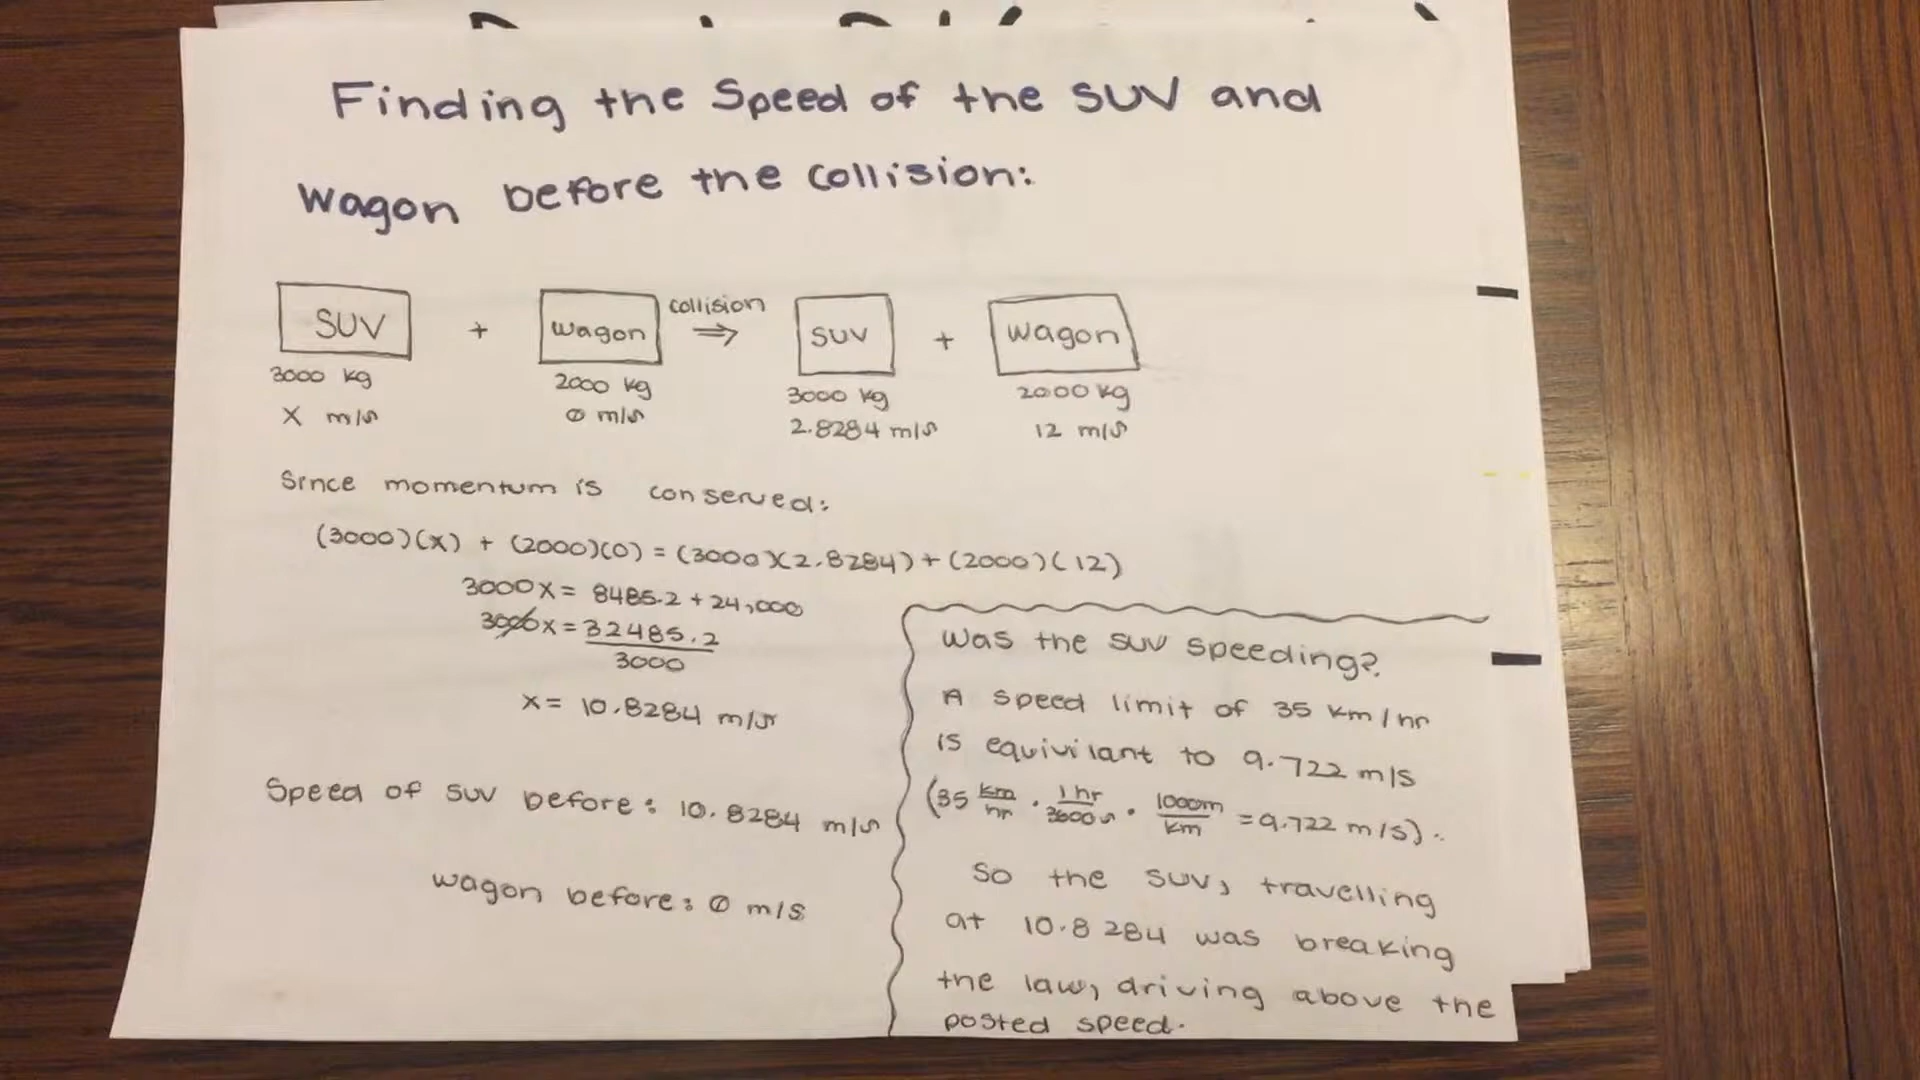 Finding the Speed of the SUV and
Wagon before the collision:
SUV + Wagon collision ⇒ SUV + Wagon
3000 kg 2000 kg 3000 kg 2000 kg
X m/s 0 m/s 2.8284 m/s 12 m/s
Since momentum is conserved:
(3000)(x) + (2000)(0) = (3000)(2.8284) + (2000)(12)
3000x = 8485.2 + 24,000
3000x = 32485.2
3000
x = 10.8284 m/s
Speed of SUV before: 10.8284 m/s
wagon before: 0 m/s
Was the SUV speeding?
A speed limit of 35 km/hr
is equivilant to 9.722 m/s
(35 km/hr · 1 hr/3600s · 1000m/km = 9.722 m/s).
So the SUV, travelling
at 10.8284 was breaking
the law, driving above the
posted speed.